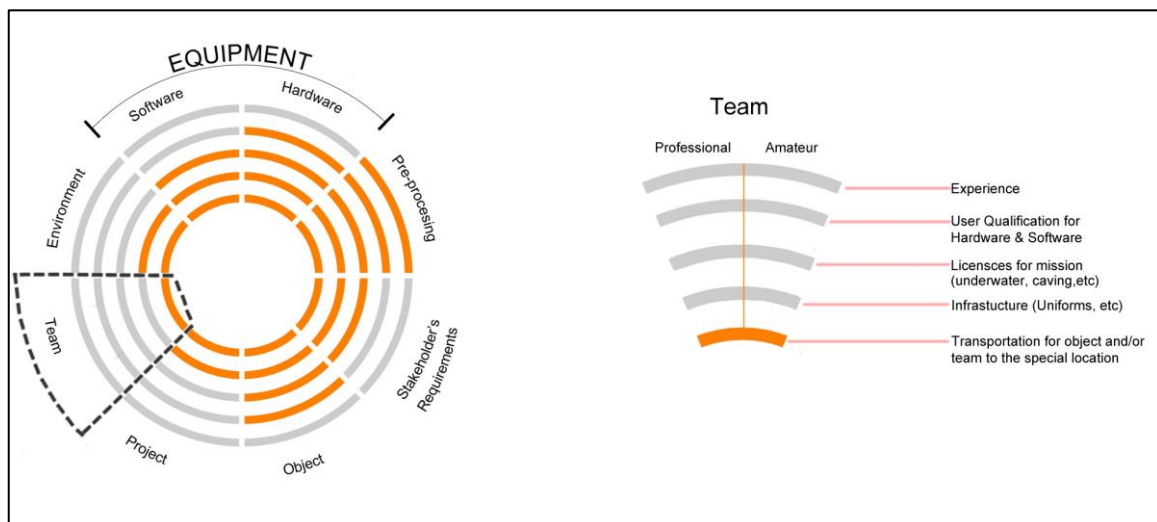 EQUIPMENT
Software
Hardware
Environment
Pre-procesing
Team
Stakeholder's
Requirements
Project
Object
Team
Professional
Amateur
Experience
User Qualification for
Hardware & Software
Licensces for mission
(underwater, caving,etc)
Infrastucture (Uniforms, etc)
Transportation for object and/or
team to the special location